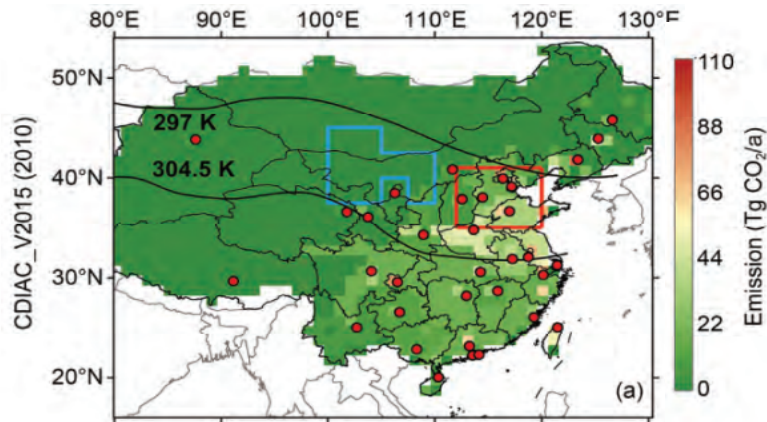 80°E 90°E 100°E 110°E 120°E 130°E
50°N
40°N
30°N
20°N
297 K
304.5 K
(a)
CDIAC_V2015 (2010)
110
88
66
44
22
0
Emission (Tg CO₂/a)